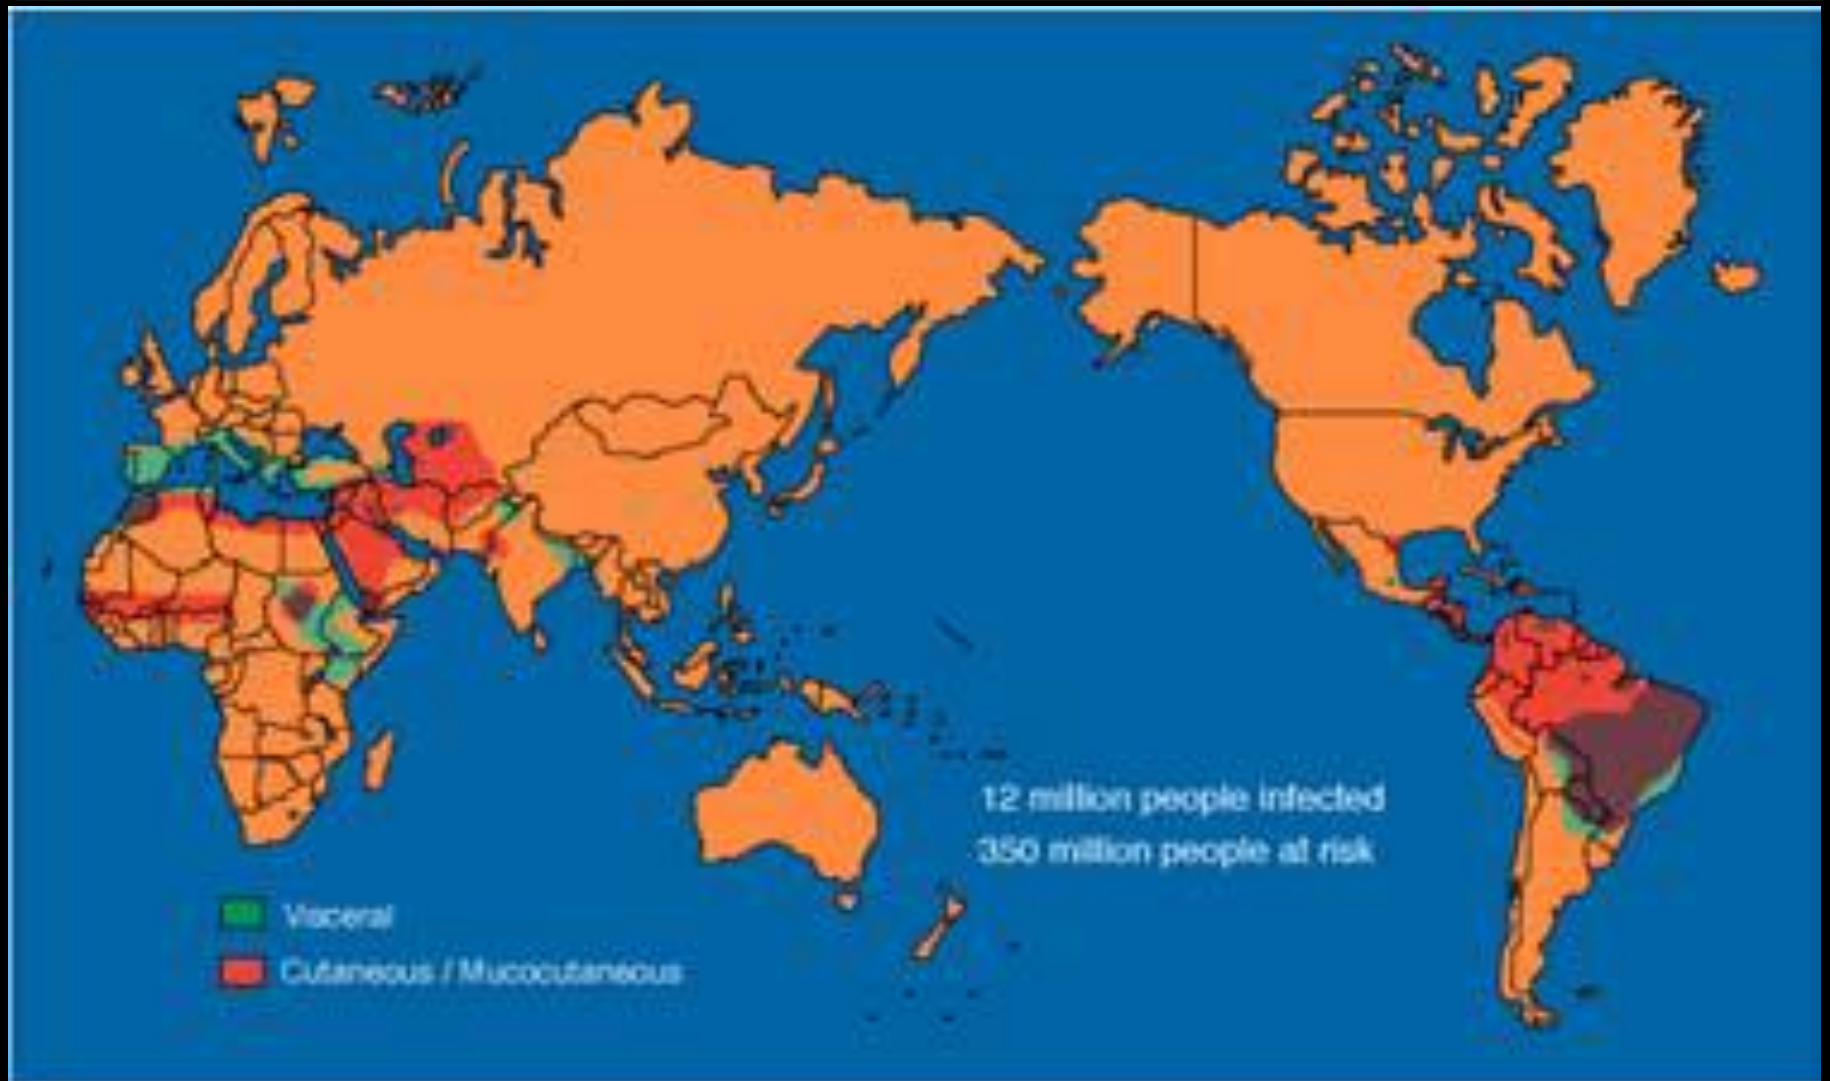 12 million people infected
350 million people at risk
Visceral
Cutaneous / Mucocutaneous